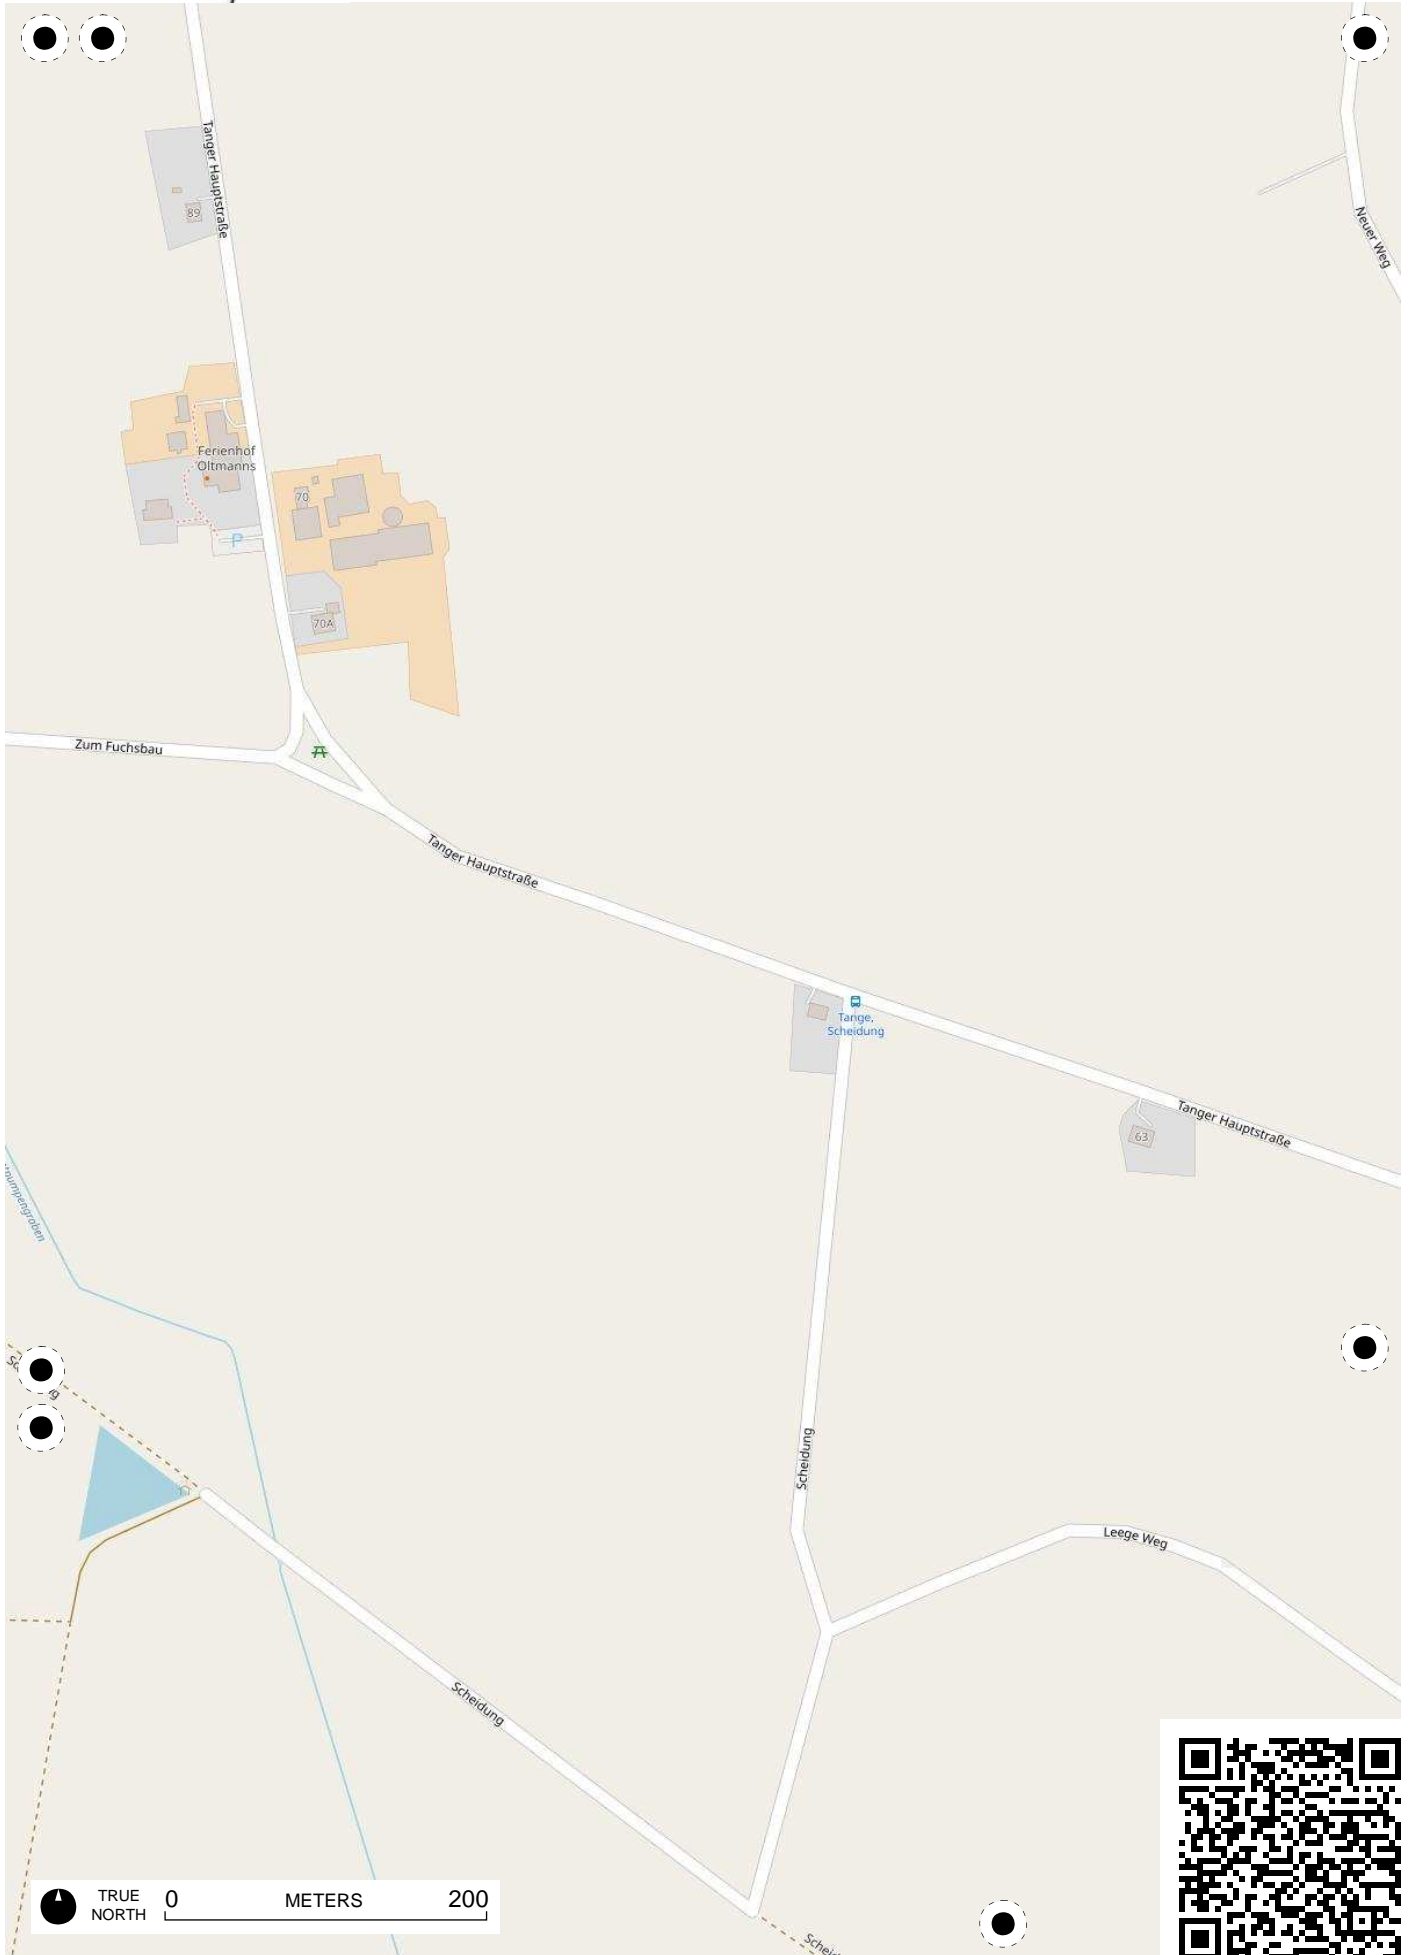 Tanger Hauptstraße
89
Neuer Weg
Ferienhof
Oltmanns
70
P
70A
Zum Fuchsbau
Tanger Hauptstraße
Tange,
Scheidung
Tanger Hauptstraße
63
Scheidung
Leege Weg
Scheidung
TRUE
NORTH
0 METERS 200